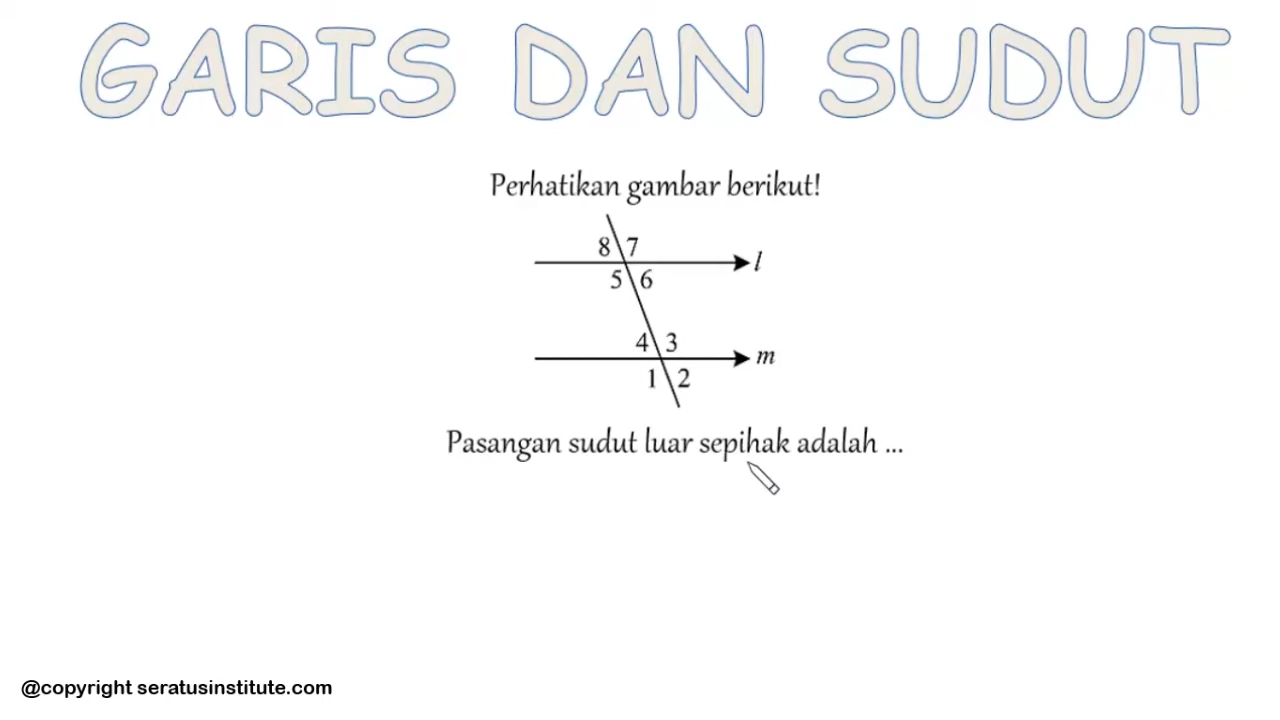 GARIS DAN SUDUT
Perhatikan gambar berikut!
8 7
l
5 6
4 3
m
1 2
Pasangan sudut luar sepihak adalah ...
@copyright seratusinstitute.com